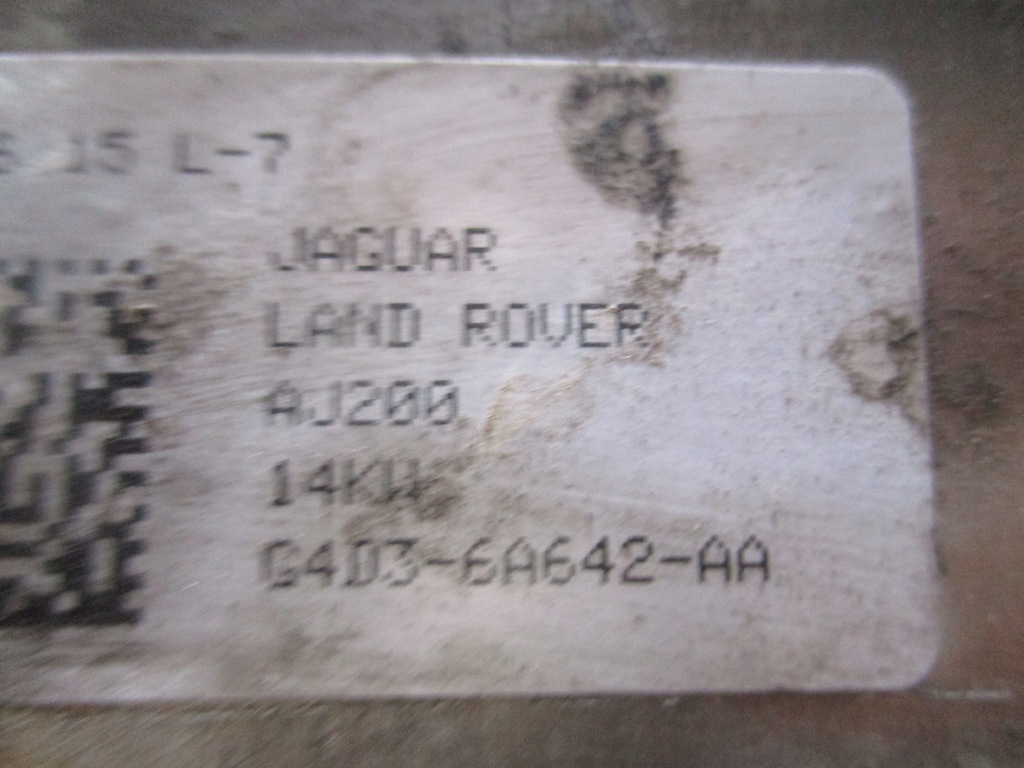 15 L-7
JAGUAR
LAND ROVER
AJ200
14KW
G4D3-6A642-AA